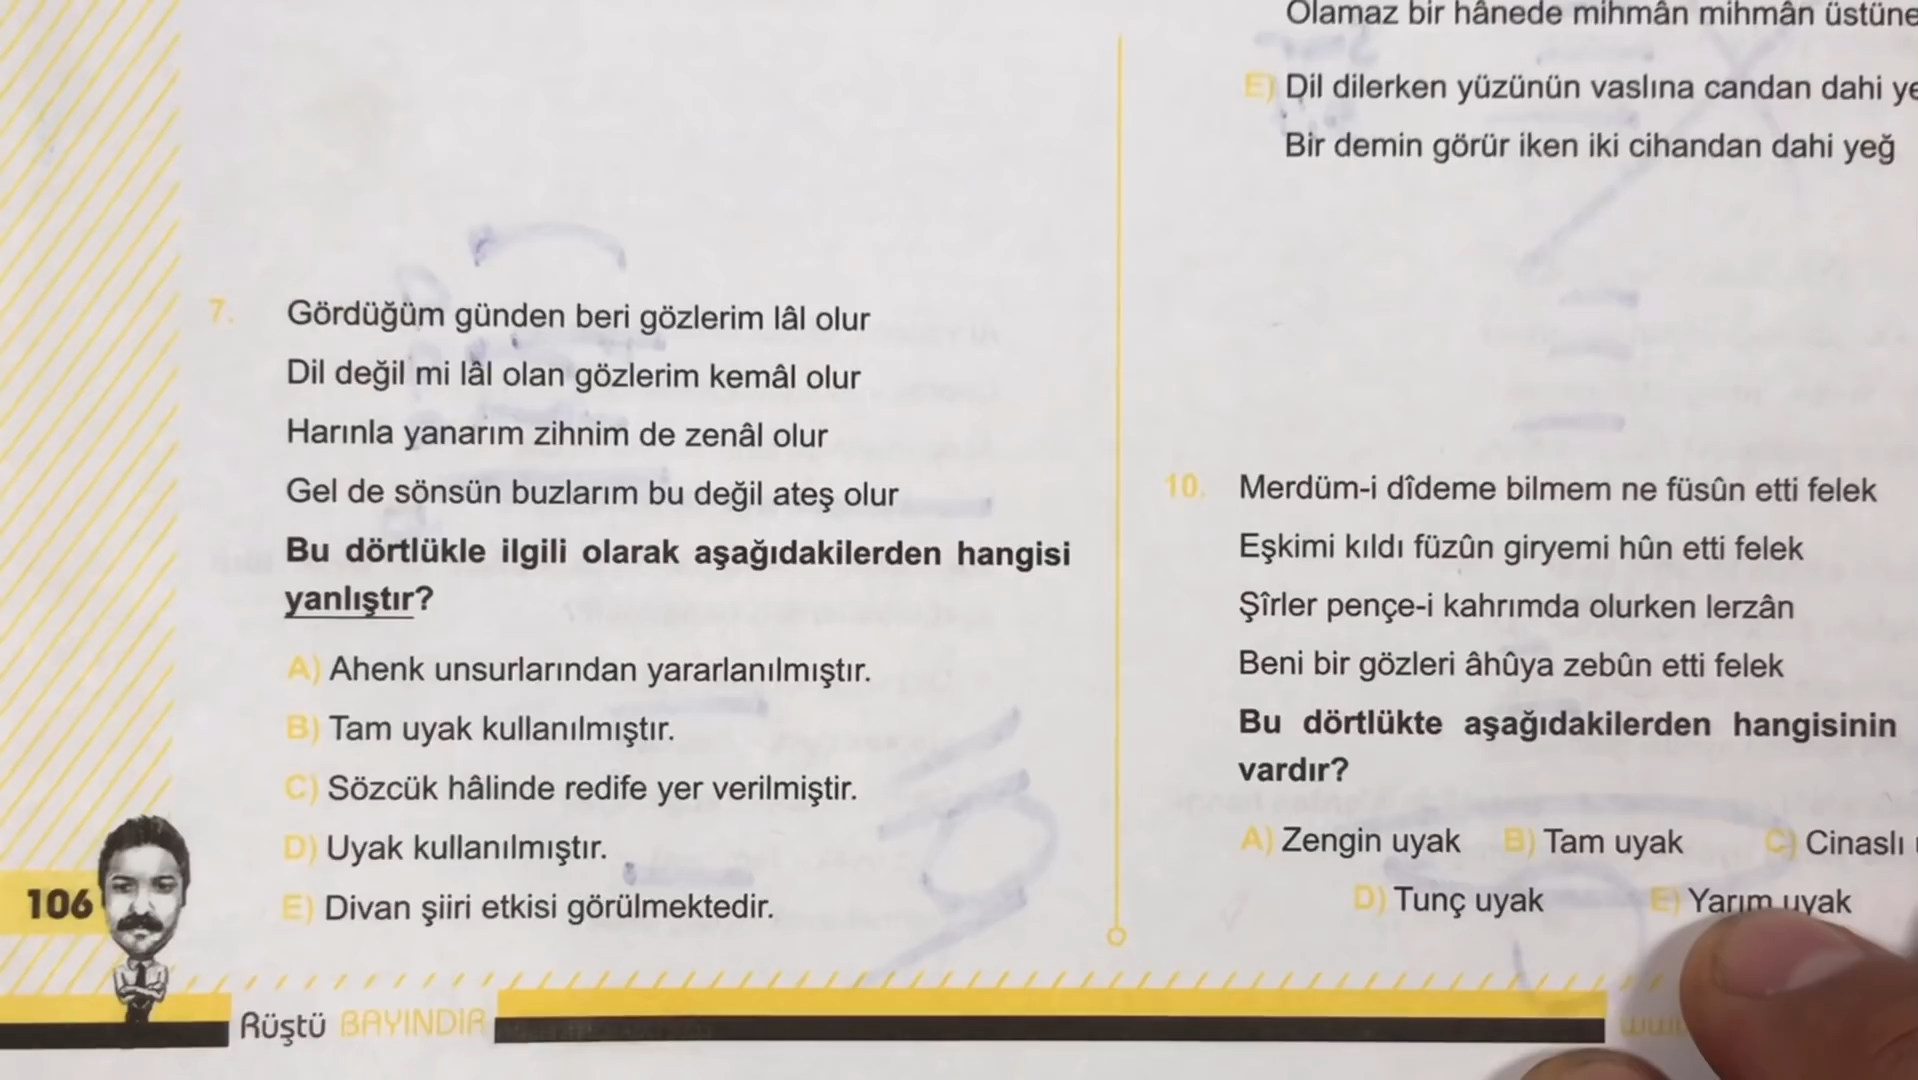 7. Gördüğüm günden beri gözlerim lâl olur
Dil değil mi lâl olan gözlerim kemâl olur
Harınla yanarım zihnim de zenâl olur
Gel de sönsün buzlarım bu değil ateş olur
Bu dörtlükle ilgili olarak aşağıdakilerden hangisi
yanlıştır?
A) Ahenk unsurlarından yararlanılmıştır.
B) Tam uyak kullanılmıştır.
C) Sözcük hâlinde redife yer verilmiştir.
D) Uyak kullanılmıştır.
E) Divan şiiri etkisi görülmektedir.
106
Rüştü BAYINDIR
Olamaz bir hânede mihmân mihmân üstüne
E) Dil dilerken yüzünün vaslına candan dahi
Bir demin görür iken iki cihandan dahi yeğ
10. Merdüm-i dîdeme bilmem ne füsûn etti felek
Eşkimi kıldı füzûn giryemi hûn etti felek
Şîrler pençe-i kahrımda olurken lerzân
Beni bir gözleri âhûya zebûn etti felek
Bu dörtlükte aşağıdakilerden hangisinin
vardır?
A) Zengin uyak B) Tam uyak C) Cinaslı
D) Tunç uyak E) Yarım uyak